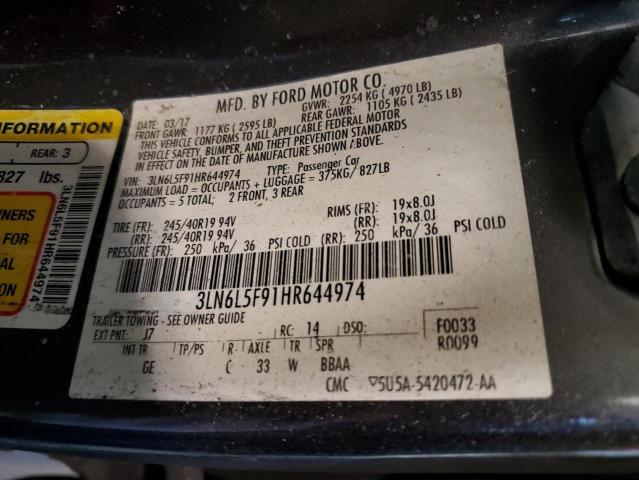 MFD. BY FORD MOTOR CO.
DATE: 03/17 GVWR: 2254 KG ( 4970 LB)
FRONT GAWR: 1177 KG ( 2595 LB) REAR GAWR: 1105 KG ( 2435 LB)
THIS VEHICLE CONFORMS TO ALL APPLICABLE FEDERAL MOTOR
VEHICLE SAFETY, BUMPER, AND THEFT PREVENTION STANDARDS
IN EFFECT ON THE DATE OF MANUFACTURE SHOWN ABOVE.
VIN: 3LN6L5F91HR644974 TYPE: Passenger Car
MAXIMUM LOAD = OCCUPANTS + LUGGAGE = 375KG/ 827LB
OCCUPANTS = 5 TOTAL; 2 FRONT, 3 REAR
TIRE (FR): 245/40R19 94V RIMS (FR): 19x8.0J
(RR): 245/40R19 94V (RR): 19x8.0J
PRESSURE (FR): 250 kPa/ 36 PSI COLD (RR): 250 kPa/ 36 PSI COLD
3LN6L5F91HR644974
TRAILER TOWING - SEE OWNER GUIDE
EXT PNT: J7 RC: 14 DSO: F0033
R0099
INT TR TP/PS R AXLE TR SPR
GE C 33 W BBAA
CMC ▽5U5A-5420472-AA
INFORMATION
REAR: 3
827 lbs.
WNERS
FOR
AL
ION
3LN6L5F91HR644974